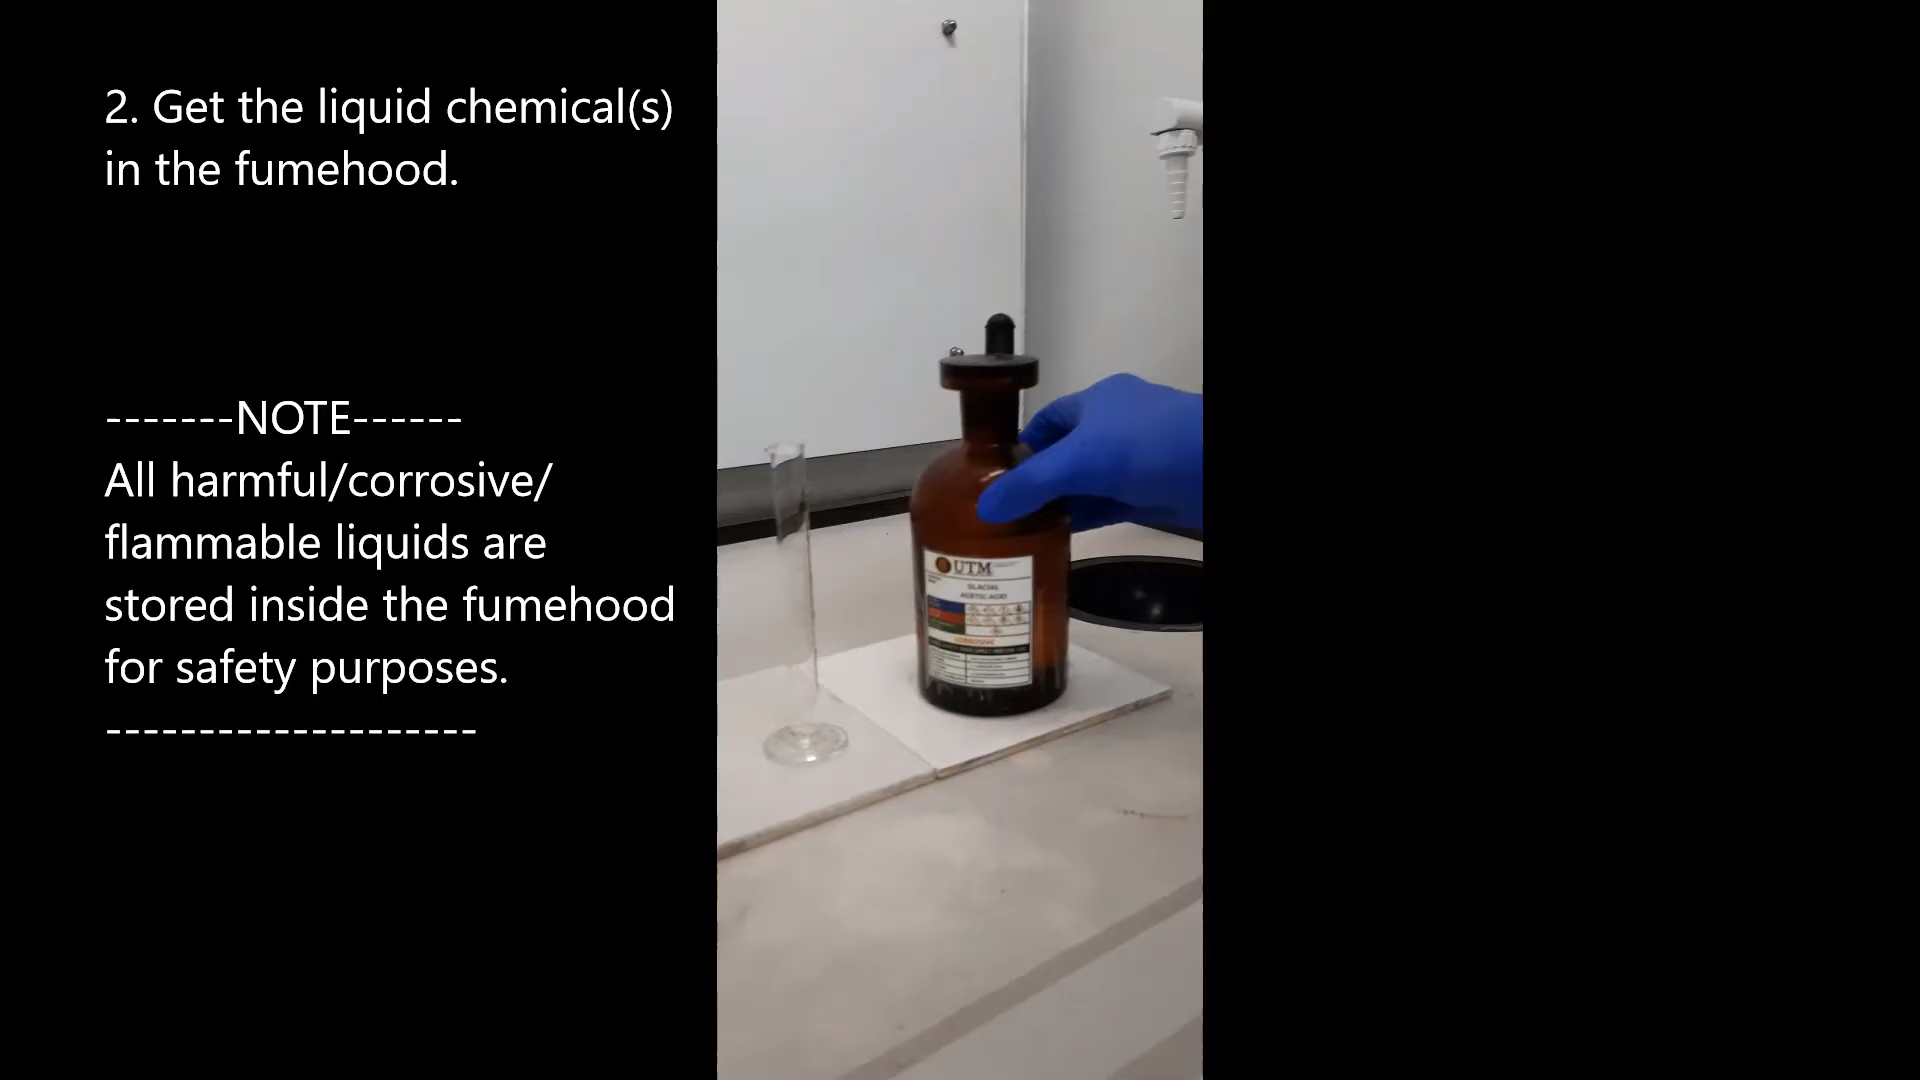 2. Get the liquid chemical(s)
in the fumehood.
-------NOTE------
All harmful/corrosive/
flammable liquids are
stored inside the fumehood
for safety purposes.
--------------------
UTM
GLACIAL
ACETIC ACID
CORROSIVE